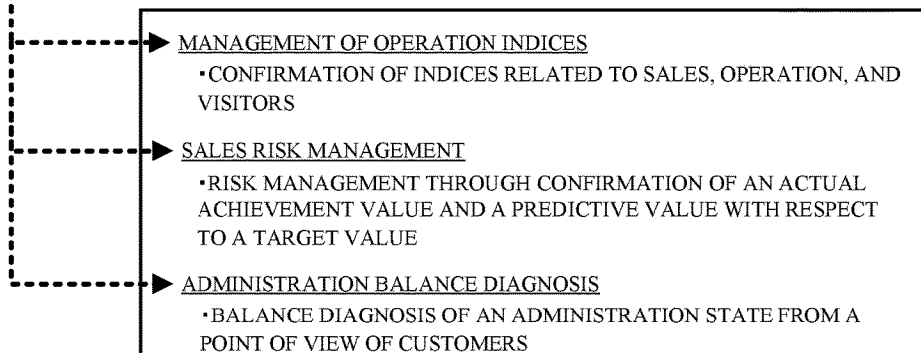 MANAGEMENT OF OPERATION INDICES
・CONFIRMATION OF INDICES RELATED TO SALES, OPERATION, AND
VISITORS
SALES RISK MANAGEMENT
・RISK MANAGEMENT THROUGH CONFIRMATION OF AN ACTUAL
ACHIEVEMENT VALUE AND A PREDICTIVE VALUE WITH RESPECT
TO A TARGET VALUE
ADMINISTRATION BALANCE DIAGNOSIS
・BALANCE DIAGNOSIS OF AN ADMINISTRATION STATE FROM A
POINT OF VIEW OF CUSTOMERS